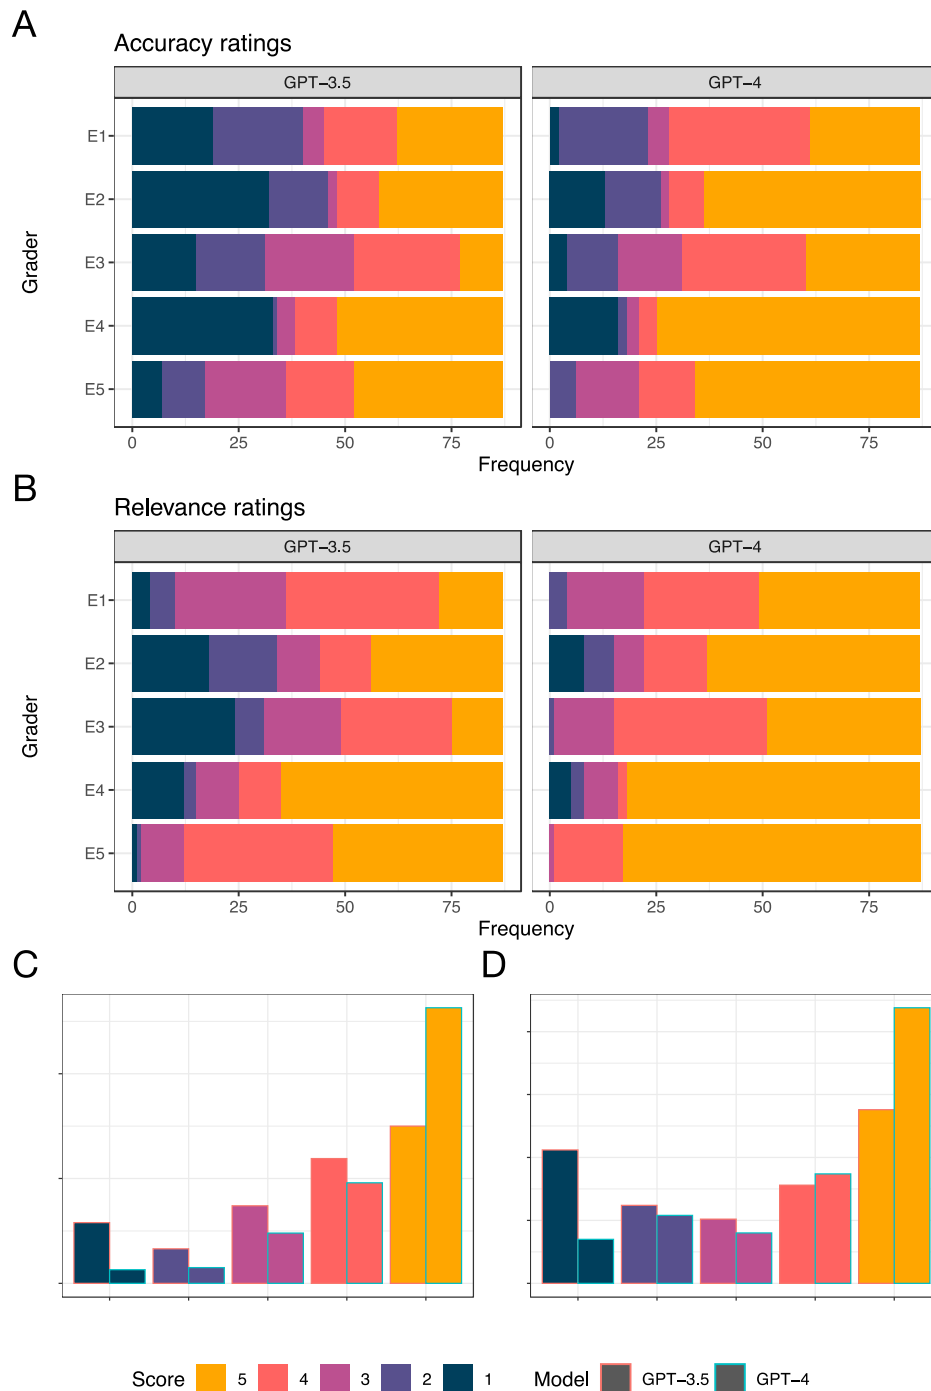 A
Accuracy ratings
GPT-3.5 GPT-4
Grader
E1
E2
E3
E4
E5
0 25 50 75 0 25 50 75
Frequency
B
Relevance ratings
GPT-3.5 GPT-4
Grader
E1
E2
E3
E4
E5
0 25 50 75 0 25 50 75
Frequency
C D
Score 5 4 3 2 1 Model GPT-3.5 GPT-4